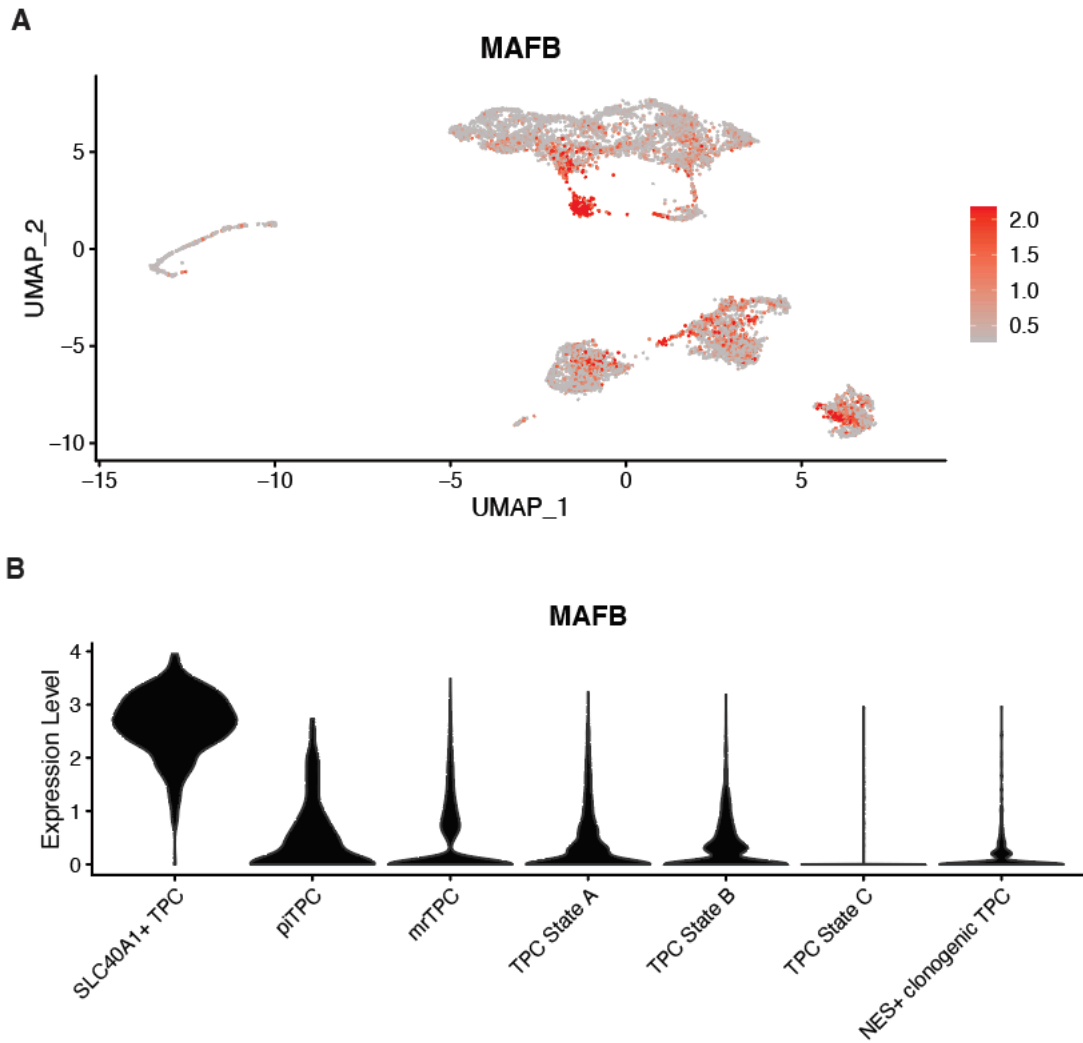 A
MAFB
UMAP_2
5
0
−5
−10
−15
−10
−5
0
5
UMAP_1
2.0
1.5
1.0
0.5
B
MAFB
Expression Level
4
3
2
1
0
SLC40A1+ TPC
piTPC
mrTPC
TPC State A
TPC State B
TPC State C
NES+ clonogenic TPC